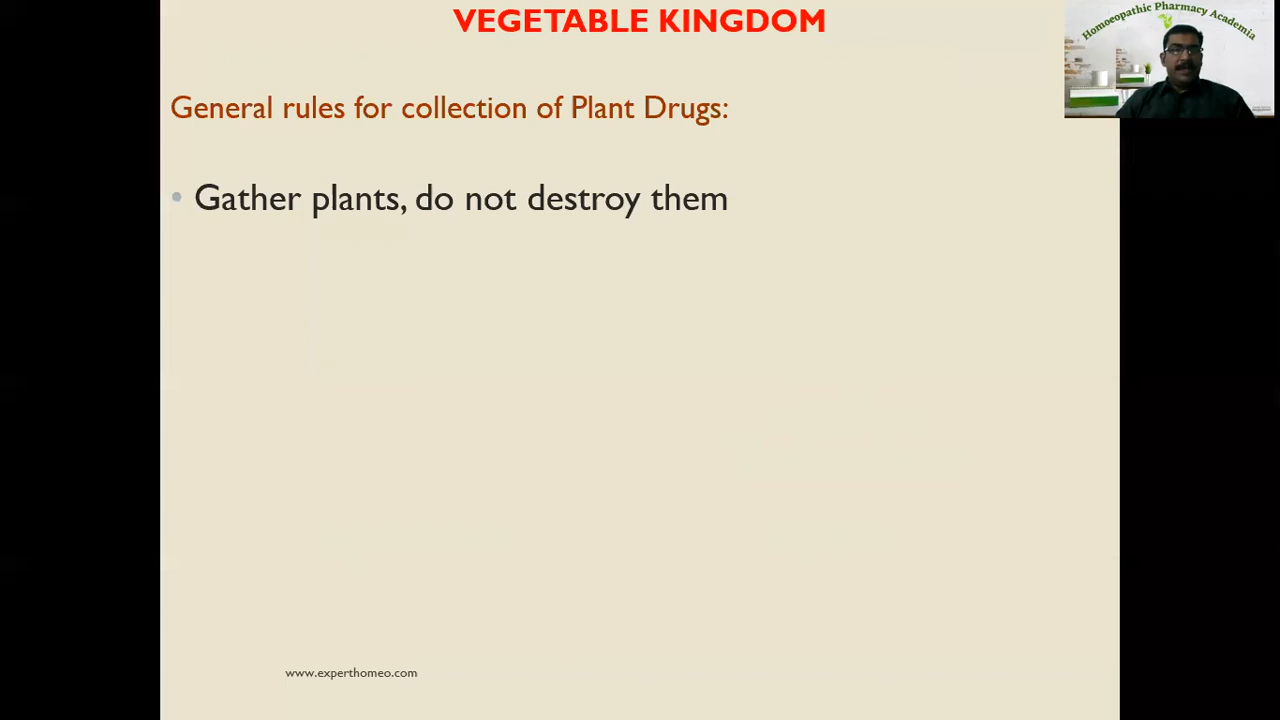 VEGETABLE KINGDOM
Homoeopathic Pharmacy Academia
General rules for collection of Plant Drugs:
• Gather plants, do not destroy them
www.experthomeo.com